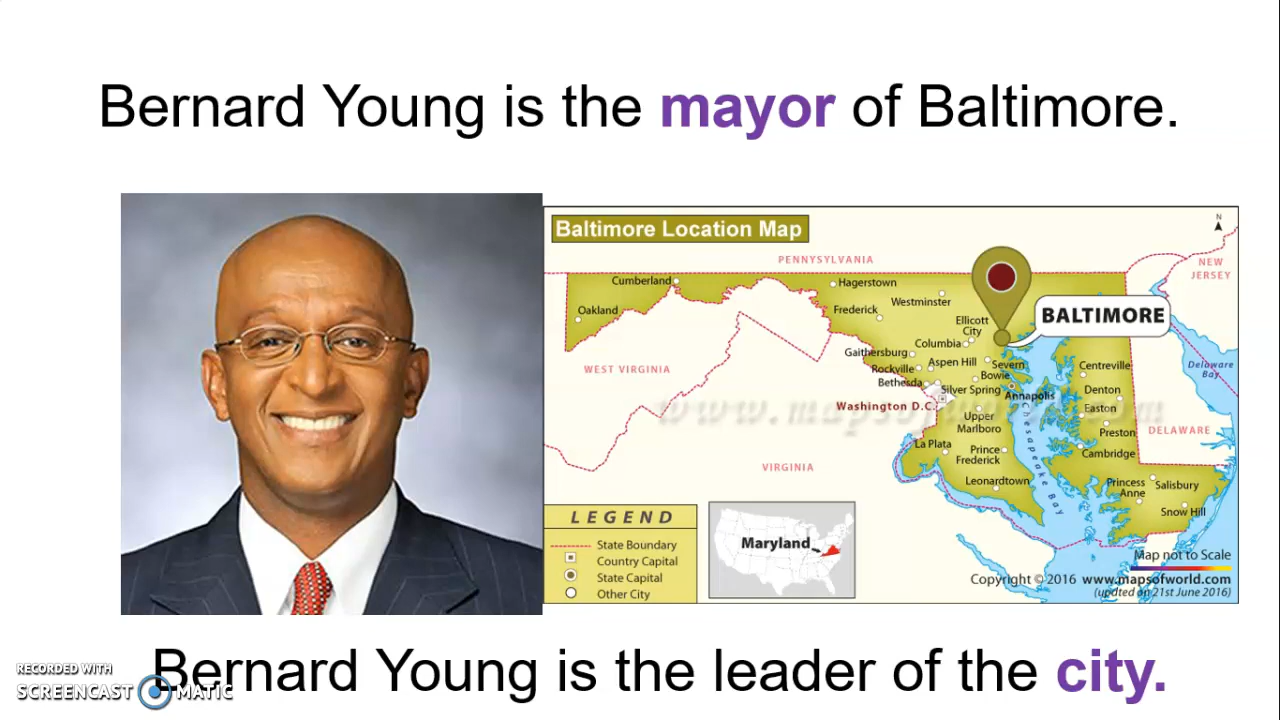 Bernard Young is the mayor of Baltimore.
Baltimore Location Map
N
PENNSYLVANIA
NEW
JERSEY
Cumberland
Hagerstown
Oakland
Westminster
Frederick
Ellicott
City
BALTIMORE
Columbia
Gaithersburg
Aspen Hill
Severn
Centreville
Delaware
Bay
WEST VIRGINIA
Rockville
Bowie
Bethesda
Silver Spring
Denton
Annapolis
Washington D.C.
Easton
Upper
Marlboro
Preston
DELAWARE
La Plata
Prince
Frederick
Cambridge
Chesapeake Bay
VIRGINIA
Leonardtown
Princess
Anne
Salisbury
Snow Hill
LEGEND
State Boundary
Country Capital
State Capital
Other City
Maryland
Map not to Scale
Copyright © 2016 www.mapsofworld.com
(updted on 21st June 2016)
Bernard Young is the leader of the city.
RECORDED WITH
SCREENCAST MATIC